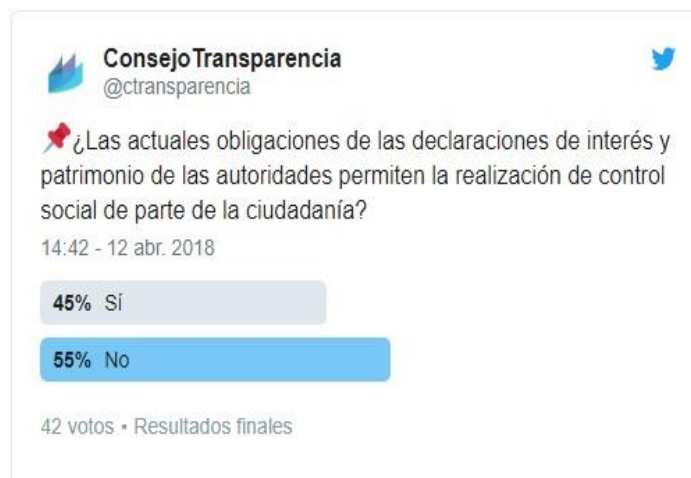 ConsejoTransparencia
@ctransparencia
¿Las actuales obligaciones de las declaraciones de interés y
patrimonio de las autoridades permiten la realización de control
social de parte de la ciudadanía?
14:42 - 12 abr. 2018
45% Sí
55% No
42 votos • Resultados finales